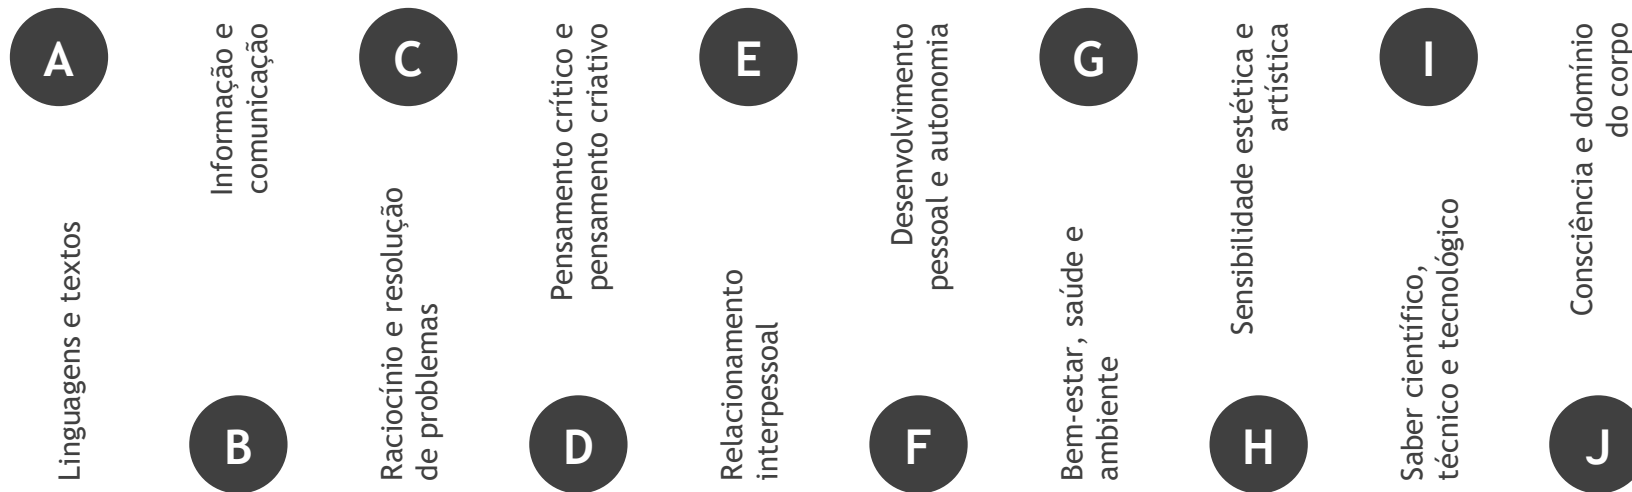 A
Linguagens e textos
Informação e
comunicação
B
C
Raciocínio e resolução
de problemas
Pensamento crítico e
pensamento criativo
D
E
Relacionamento
interpessoal
Desenvolvimento
pessoal e autonomia
F
G
Bem-estar, saúde e
ambiente
Sensibilidade estética e
artística
H
I
Saber científico,
técnico e tecnológico
Consciência e domínio
do corpo
J